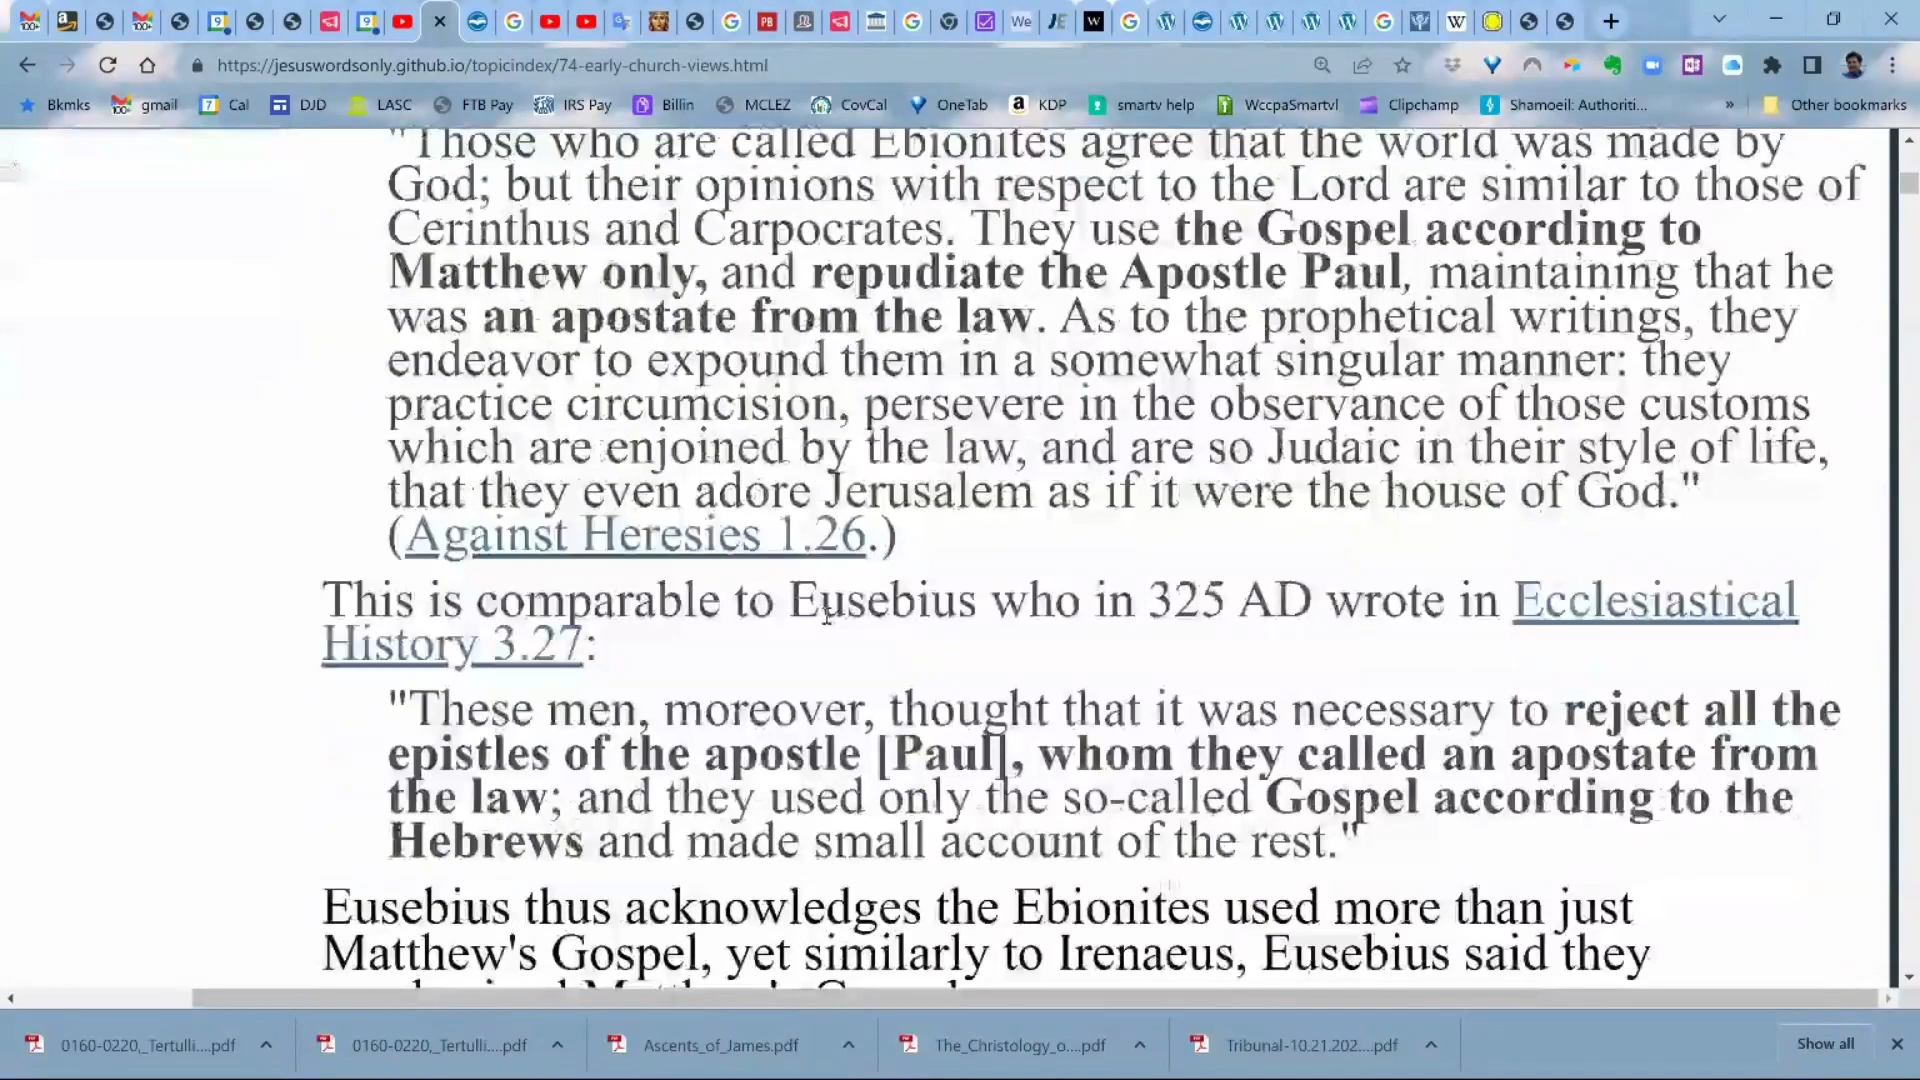 https://jesuswordsonly.github.io/topicindex/74-early-church-views.html
Bkmks gmail Cal DJD LASC FTB Pay IRS Pay Billin MCLEZ CovCal OneTab KDP smartv help WccpaSmartvl Clipchamp Shamoeil: Authoriti... » Other bookmarks
"Those who are called Ebionites agree that the world was made by
God; but their opinions with respect to the Lord are similar to those of
Cerinthus and Carpocrates. They use the Gospel according to
Matthew only, and repudiate the Apostle Paul, maintaining that he
was an apostate from the law. As to the prophetical writings, they
endeavor to expound them in a somewhat singular manner: they
practice circumcision, persevere in the observance of those customs
which are enjoined by the law, and are so Judaic in their style of life,
that they even adore Jerusalem as if it were the house of God."
(Against Heresies 1.26.)
This is comparable to Eusebius who in 325 AD wrote in Ecclesiastical
History 3.27:
"These men, moreover, thought that it was necessary to reject all the
epistles of the apostle [Paul], whom they called an apostate from
the law; and they used only the so-called Gospel according to the
Hebrews and made small account of the rest."
Eusebius thus acknowledges the Ebionites used more than just
Matthew's Gospel, yet similarly to Irenaeus, Eusebius said they
0160-0220,_Tertulli....pdf 0160-0220,_Tertulli....pdf Ascents_of_James.pdf The_Christology_o....pdf Tribunal-10.21.202....pdf Show all